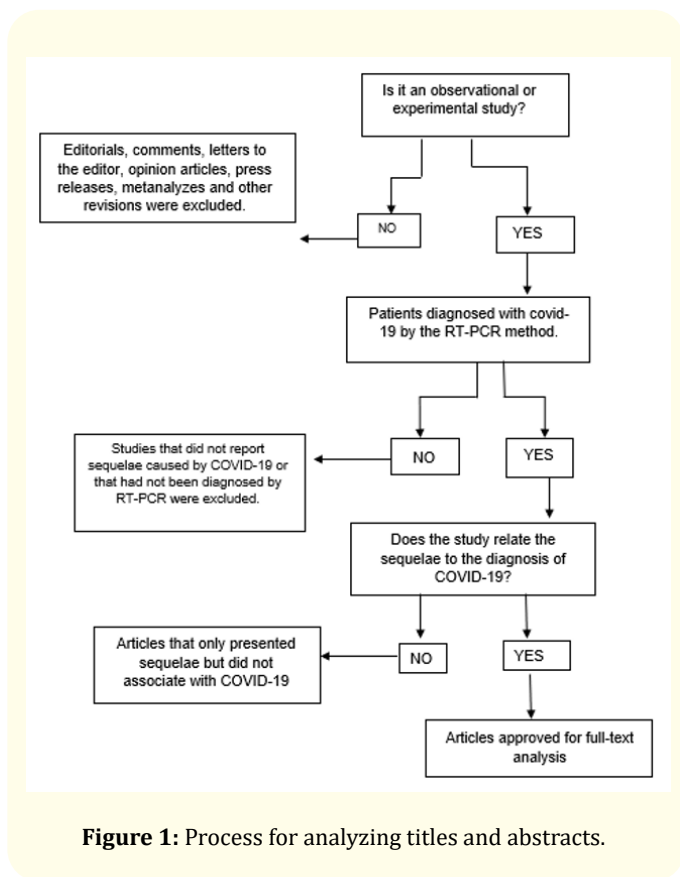 Is it an observational or
experimental study?
Editorials, comments, letters to
the editor, opinion articles, press
releases, metanalyzes and other
revisions were excluded.
NO
YES
Patients diagnosed with covid-
19 by the RT-PCR method.
Studies that did not report
sequelae caused by COVID-19 or
that had not been diagnosed by
RT-PCR were excluded.
NO
YES
Does the study relate the
sequelae to the diagnosis of
COVID-19?
Articles that only presented
sequelae but did not
associate with COVID-19
NO
YES
Articles approved for full-text
analysis
Figure 1: Process for analyzing titles and abstracts.